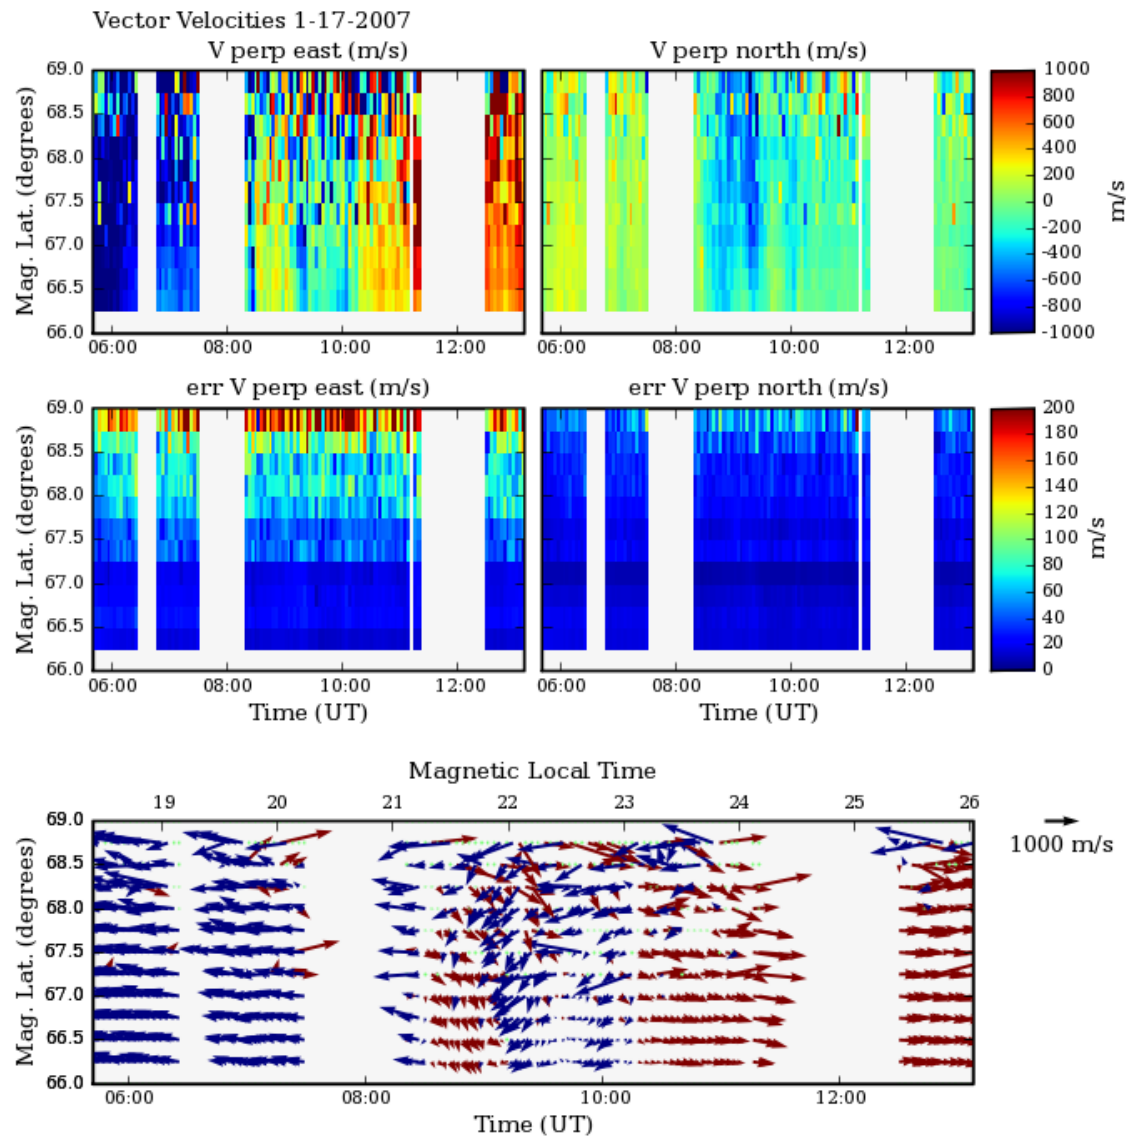 Vector Velocities 1-17-2007
V perp east (m/s)
V perp north (m/s)
Mag. Lat. (degrees)
69.0
68.5
68.0
67.5
67.0
66.5
66.0
06:00 08:00 10:00 12:00
06:00 08:00 10:00 12:00
1000
800
600
400
200
0
-200
-400
-600
-800
-1000
m/s
err V perp east (m/s)
err V perp north (m/s)
Mag. Lat. (degrees)
69.0
68.5
68.0
67.5
67.0
66.5
66.0
06:00 08:00 10:00 12:00
06:00 08:00 10:00 12:00
Time (UT)
Time (UT)
200
180
160
140
120
100
80
60
40
20
0
m/s
Magnetic Local Time
19 20 21 22 23 24 25 26
Mag. Lat. (degrees)
69.0
68.5
68.0
67.5
67.0
66.5
66.0
06:00 08:00 10:00 12:00
Time (UT)
1000 m/s